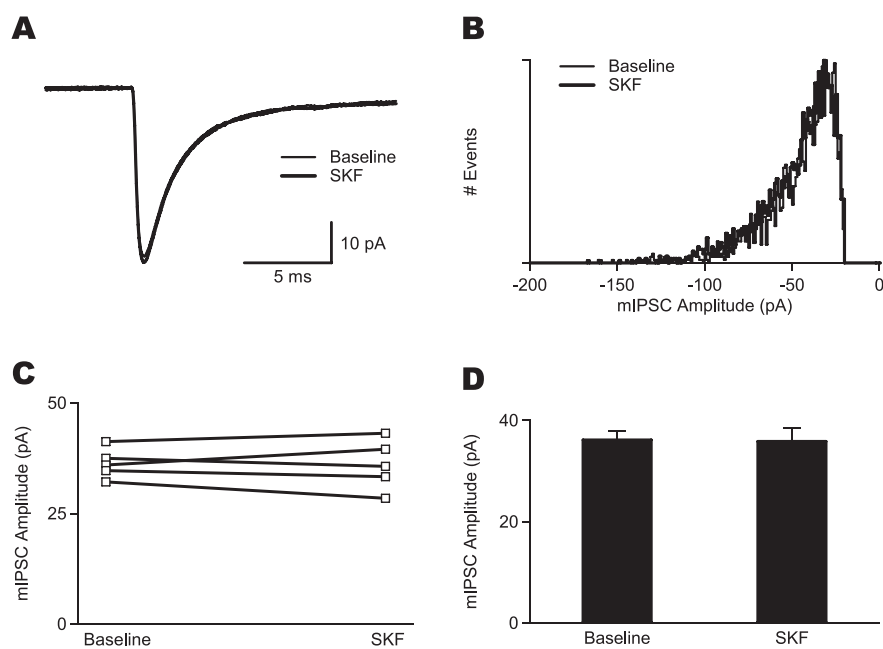 A
Baseline
SKF
10 pA
5 ms
B
Baseline
SKF
# Events
-200
-150
-100
-50
0
mIPSC Amplitude (pA)
C
50
25
0
mIPSC Amplitude (pA)
Baseline
SKF
D
40
20
0
mIPSC Amplitude (pA)
Baseline
SKF